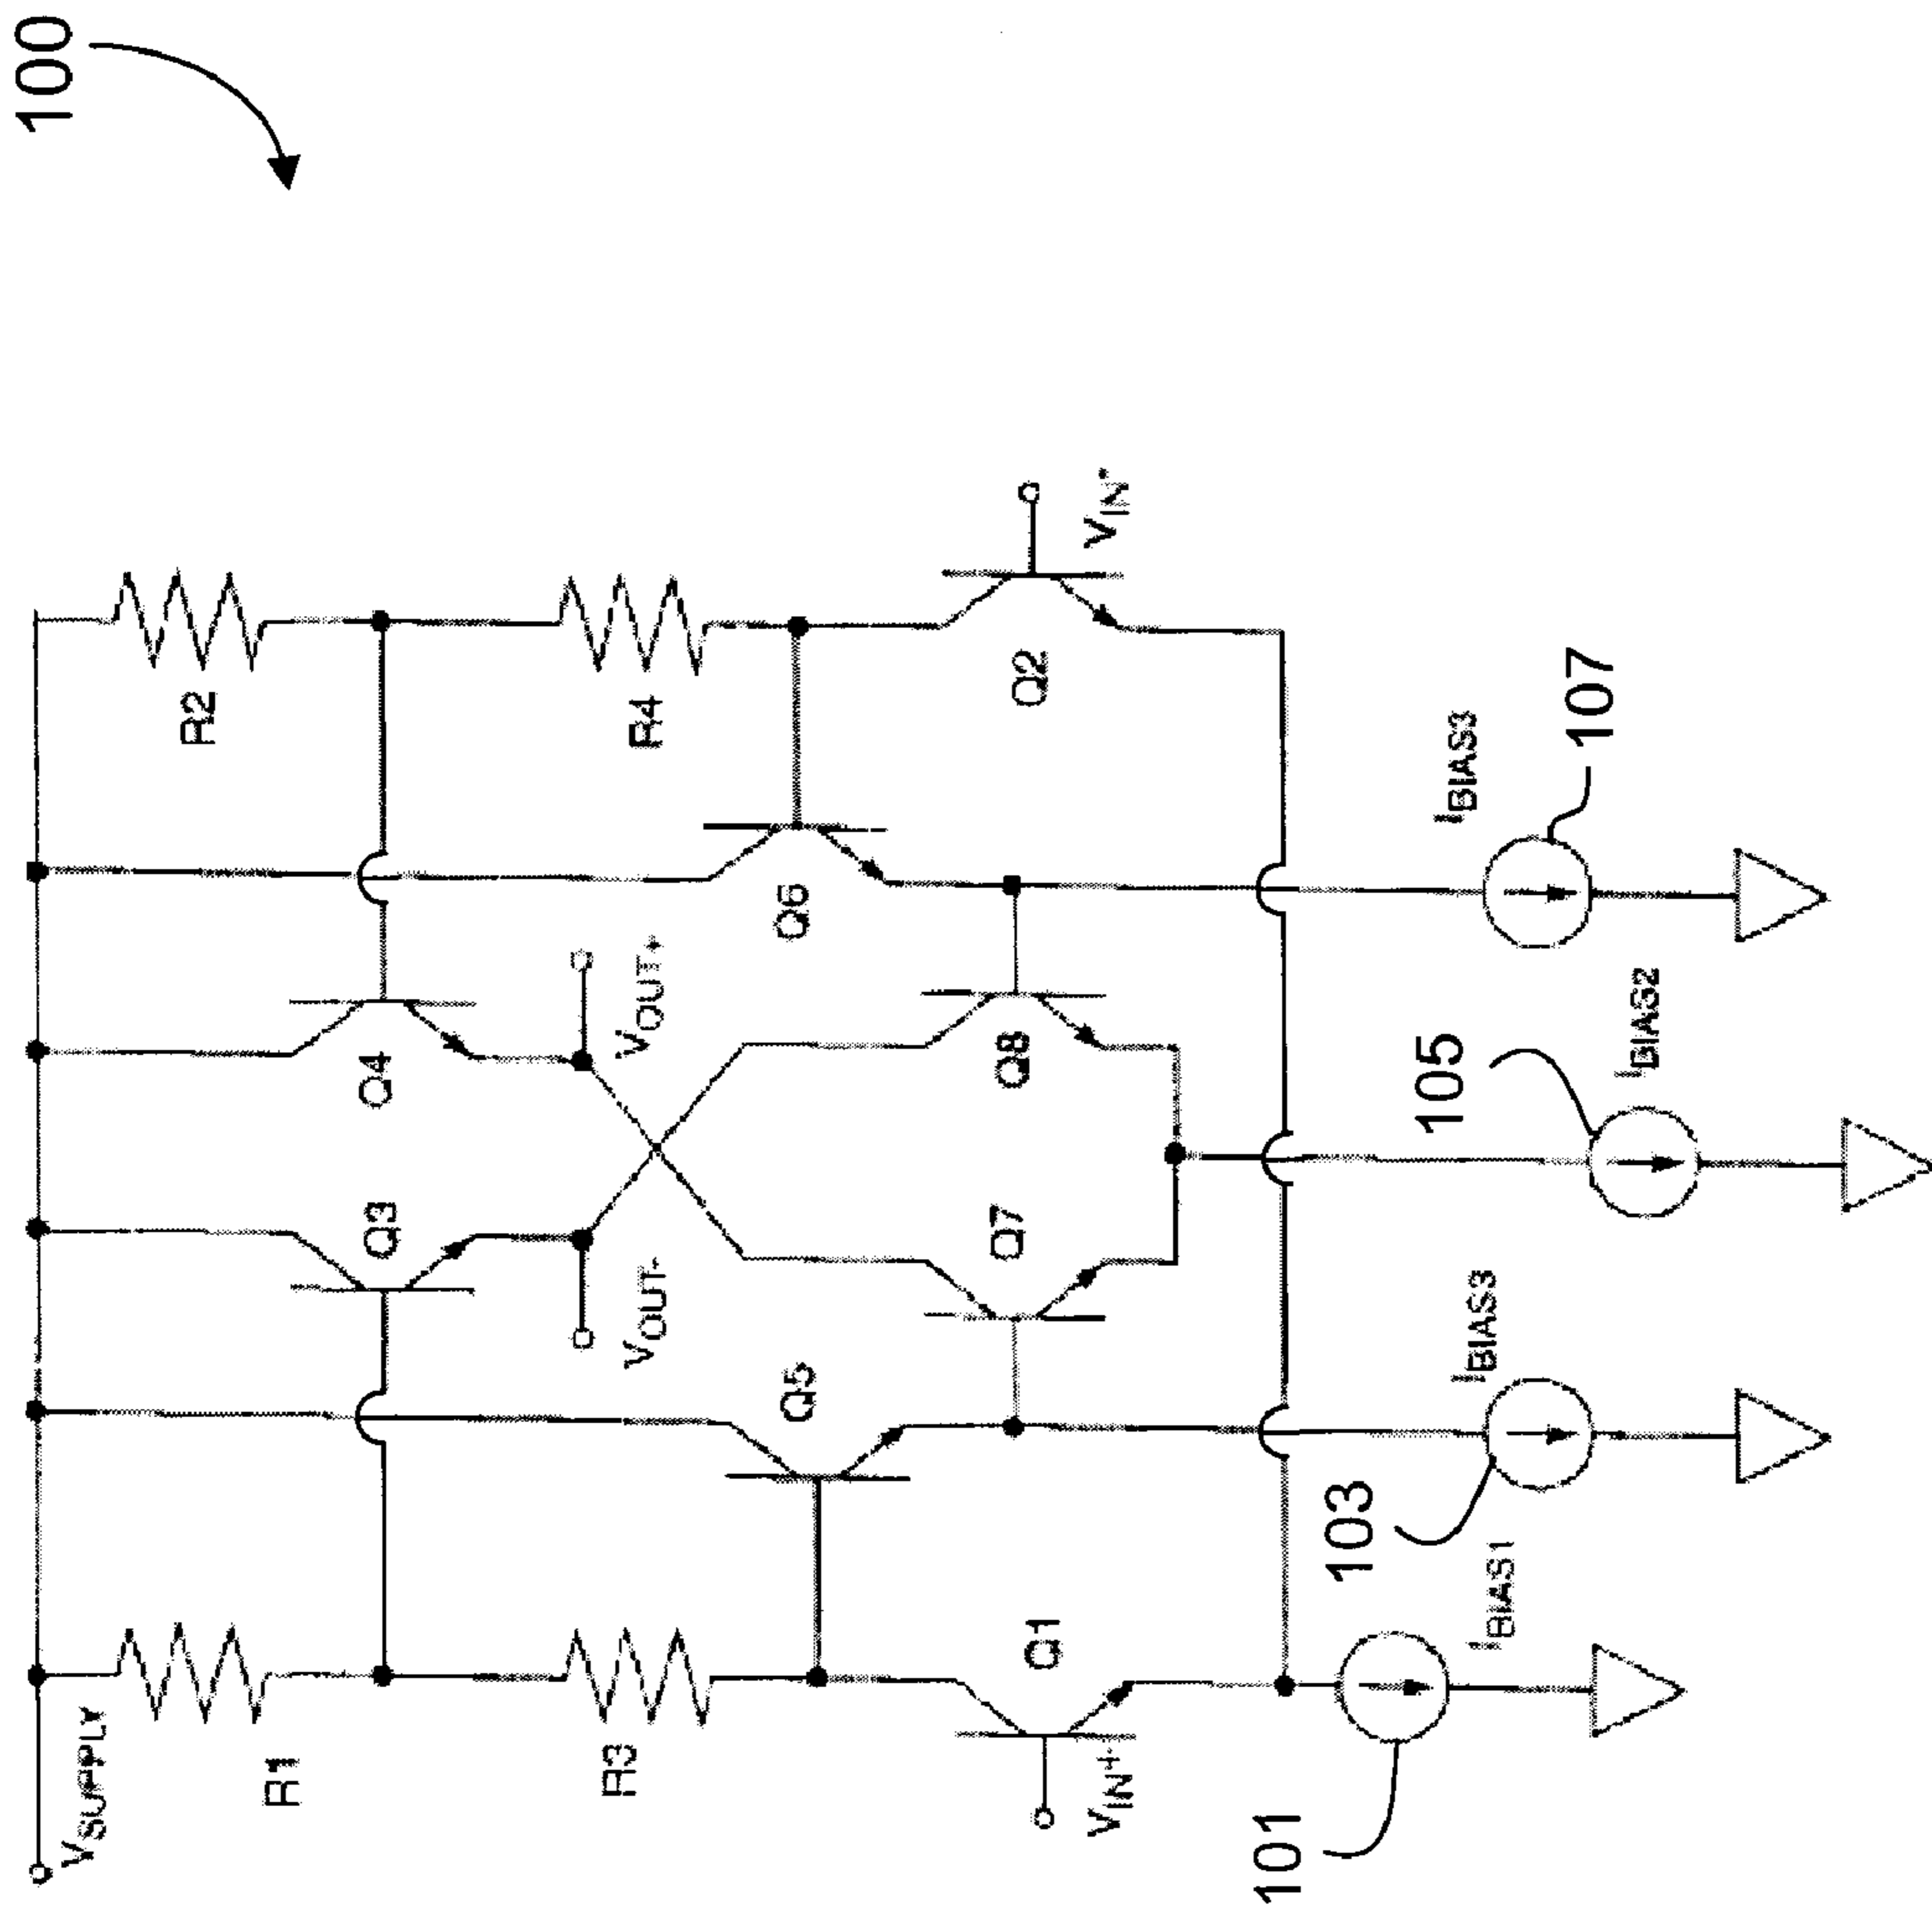 100
VSUPPLY
R1
R2
Q3
Q4
VOUT-
VOUT+
R3
R4
Q5
Q6
Q1
Q7
Q8
Q2
VIN+
VIN-
101
IBIAS1
103
IBIAS3
105
IBIAS2
IBIAS3
107